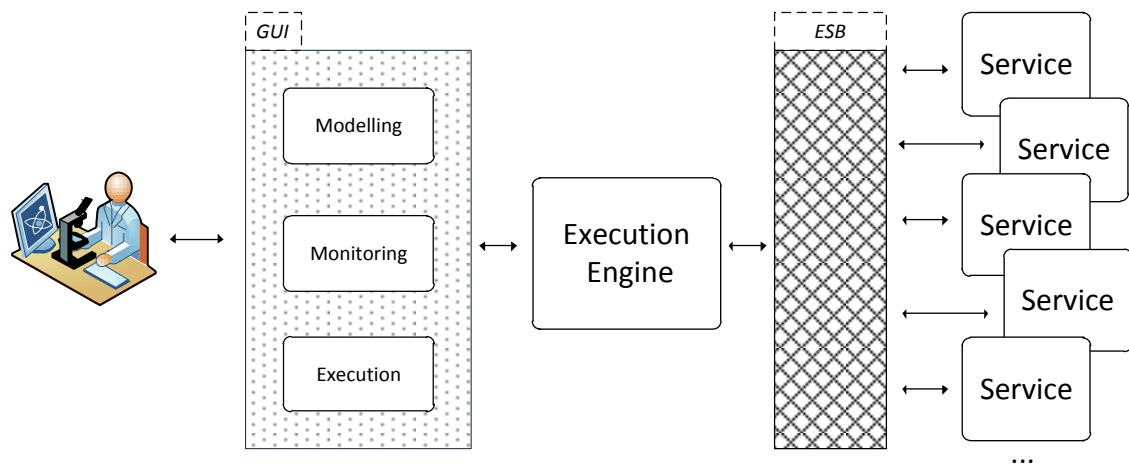 GUI
Modelling
Monitoring
Execution
Execution
Engine
ESB
Service
Service
Service
Service
Service
...